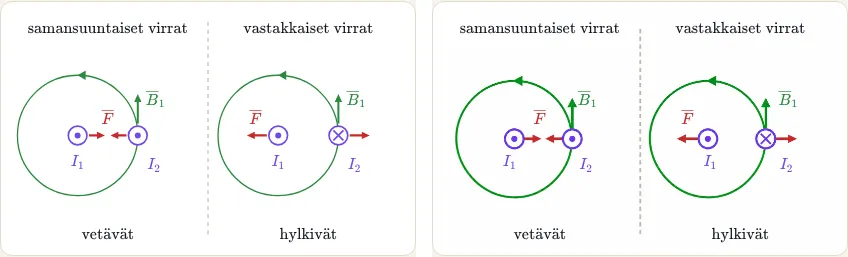 samansuuntaiset virrat
vastakkaiset virrat
B̅₁
F̅
I₁
I₂
B̅₁
F̅
I₁
I₂
vetävät
hylkivät
samansuuntaiset virrat
vastakkaiset virrat
B̅₁
F̅
I₁
I₂
B̅₁
F̅
I₁
I₂
vetävät
hylkivät